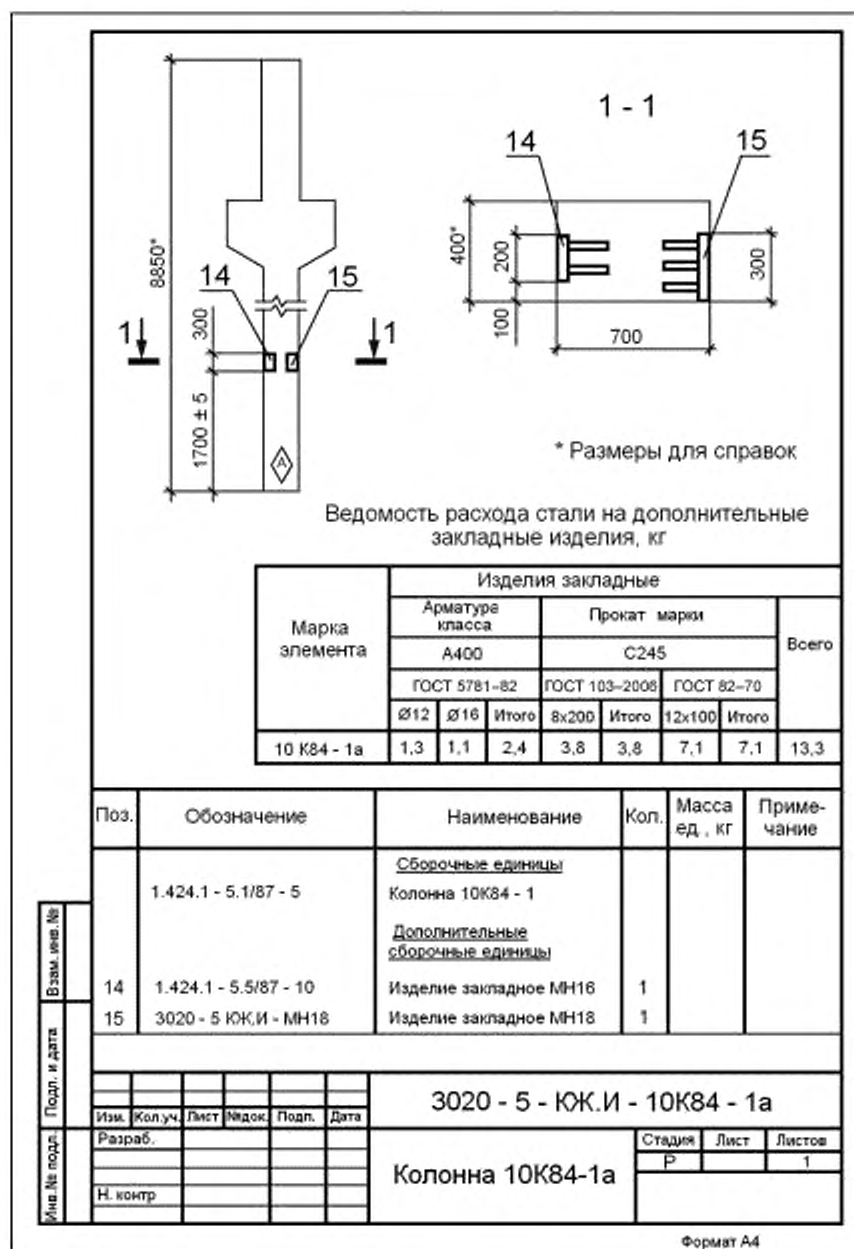 1 - 1
14
15
8850*
14
15
400*
200
300
100
700
1
1
300
1700 ± 5
А
* Размеры для справок
Ведомость расхода стали на дополнительные
закладные изделия, кг
Марка
элемента
Изделия закладные
Арматура
класса
Прокат марки
Всего
А400
С245
ГОСТ 5781–82
ГОСТ 103–2006
ГОСТ 82–70
Ø12
Ø16
Итого
8х200
Итого
12х100
Итого
10 К84 - 1а
1,3
1,1
2,4
3,8
3,8
7,1
7,1
13,3
Поз.
Обозначение
Наименование
Кол.
Масса
ед., кг
Приме-
чание
Сборочные единицы
1.424.1 - 5.1/87 - 5
Колонна 10К84 - 1
Дополнительные
сборочные единицы
14
1.424.1 - 5.5/87 - 10
Изделие закладное МН16
1
15
3020 - 5 КЖ.И - МН18
Изделие закладное МН18
1
Взам. инв.№
Подп. и дата
Инв.№ подл.
3020 - 5 - КЖ.И - 10К84 - 1а
Изм.
Кол.уч.
Лист
№док.
Подп.
Дата
Разраб.
Н. контр
Колонна 10К84-1а
Стадия
Лист
Листов
Р
1
Формат А4